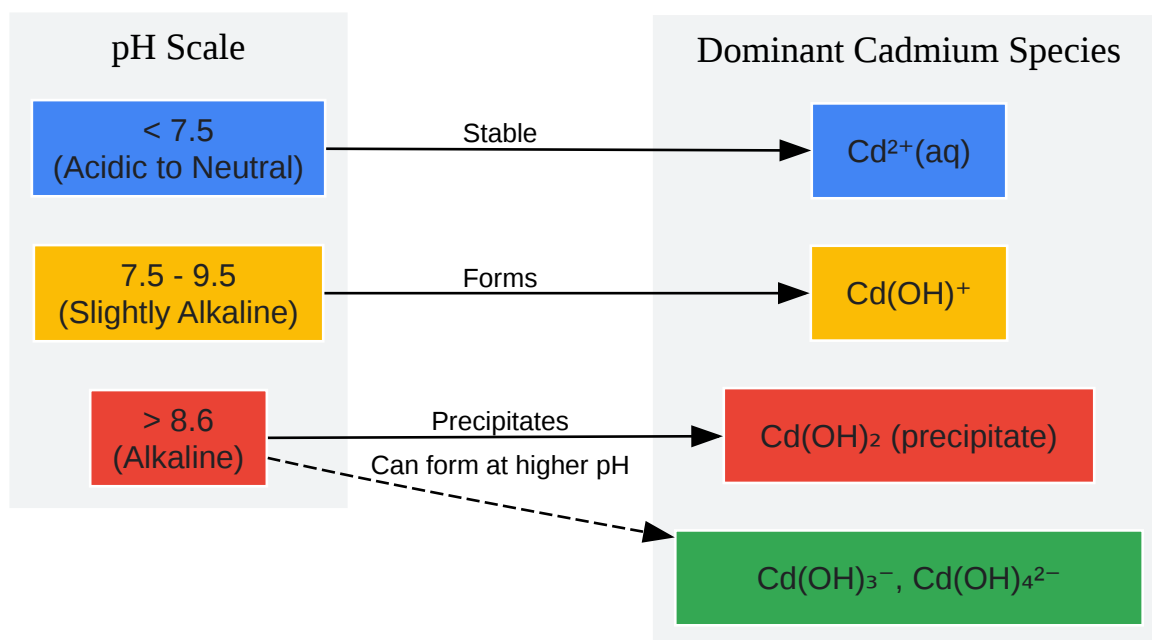 pH Scale
Dominant Cadmium Species
< 7.5
(Acidic to Neutral)
Stable
Cd²⁺(aq)
7.5 - 9.5
(Slightly Alkaline)
Forms
Cd(OH)⁺
> 8.6
(Alkaline)
Precipitates
Cd(OH)₂ (precipitate)
Can form at higher pH
Cd(OH)₃⁻, Cd(OH)₄²⁻